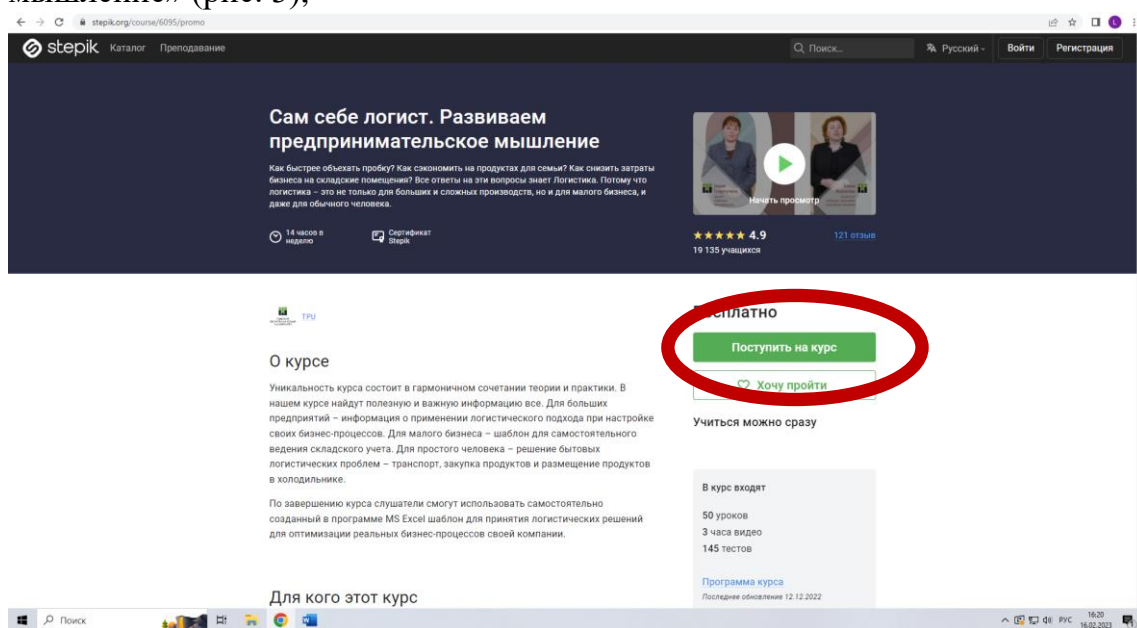 мышление» (рис. 3);
stepik.org/course/6095/promo
L
stepik Каталог Преподавание Поиск... Русский Войти Регистрация
Сам себе логист. Развиваем
предпринимательское мышление
Как быстрее объехать пробку? Как сэкономить на продуктах для семьи? Как снизить затраты
бизнеса на складские помещения? Все ответы на эти вопросы знает Логистика. Потому что
логистика – это не только для больших и сложных производств, но и для малого бизнеса, и
даже для обычного человека.
14 часов в
неделю
Сертификат
Stepik
Начать просмотр
4.9 121 отзыв
19 135 учащихся
TPU
О курсе
Уникальность курса состоит в гармоничном сочетании теории и практики. В
нашем курсе найдут полезную и важную информацию все. Для больших
предприятий – информация о применении логистического подхода при настройке
своих бизнес-процессов. Для малого бизнеса – шаблон для самостоятельного
ведения складского учета. Для простого человека – решение бытовых
логистических проблем – транспорт, закупка продуктов и размещение продуктов
в холодильнике.
По завершению курса слушатели смогут использовать самостоятельно
созданный в программе MS Excel шаблон для принятия логистических решений
для оптимизации реальных бизнес-процессов своей компании.
Для кого этот курс
Бесплатно
Поступить на курс
Хочу пройти
Учиться можно сразу
В курс входят
50 уроков
3 часа видео
145 тестов
Программа курса
Последнее обновление 12.12.2022
Поиск
РУС
16:20
16.02.2023